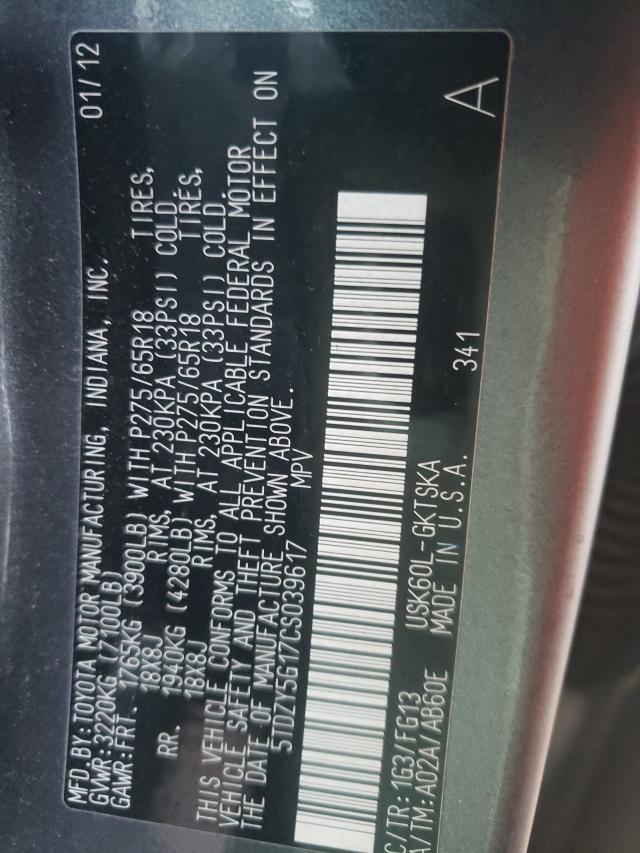 MFD.BY:TOYOTA MOTOR MANUFACTURING, INDIANA, INC. 01/12
GVWR:3220KG (7100LB)
GAWR:FRT. 1765KG (3900LB) WITH P275/65R18 TIRES,
18X8J RIMS, AT 230KPA (33PSI) COLD.
RR. 1940KG (4280LB) WITH P275/65R18 TIRES,
18X8J RIMS, AT 230KPA (33PSI) COLD.
THIS VEHICLE CONFORMS TO ALL APPLICABLE FEDERAL MOTOR
VEHICLE SAFETY AND THEFT PREVENTION STANDARDS IN EFFECT ON
THE DATE OF MANUFACTURE SHOWN ABOVE.
5TDZY5G17CS039617 MPV
C/TR:1G3/FG13 USK60L-GKTSKA 341 A
A/TM:A02A/AB60E MADE IN U.S.A.